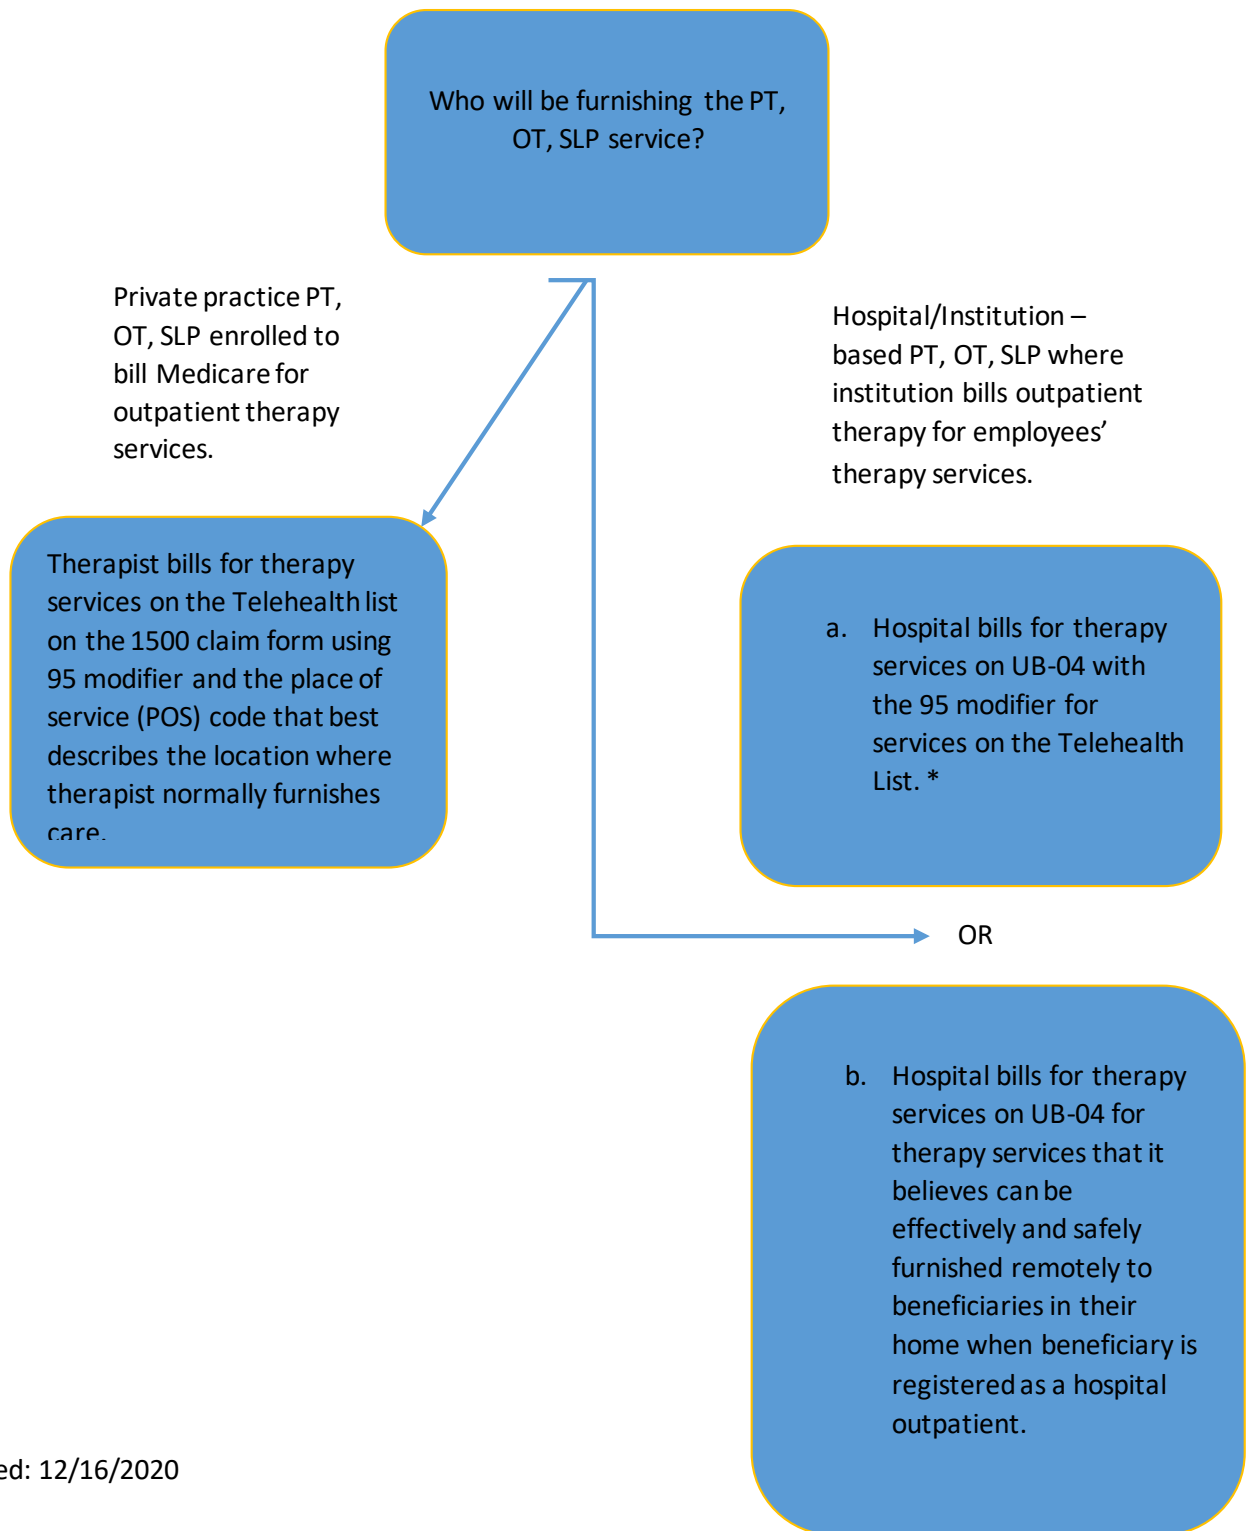 Who will be furnishing the PT,
OT, SLP service?
Private practice PT,
OT, SLP enrolled to
bill Medicare for
outpatient therapy
services.
Hospital/Institution –
based PT, OT, SLP where
institution bills outpatient
therapy for employees’
therapy services.
Therapist bills for therapy
services on the Telehealth list
on the 1500 claim form using
95 modifier and the place of
service (POS) code that best
describes the location where
therapist normally furnishes
care.
a. Hospital bills for therapy
services on UB-04 with
the 95 modifier for
services on the Telehealth
List. *
OR
b. Hospital bills for therapy
services on UB-04 for
therapy services that it
believes can be
effectively and safely
furnished remotely to
beneficiaries in their
home when beneficiary is
registered as a hospital
outpatient.
ed: 12/16/2020